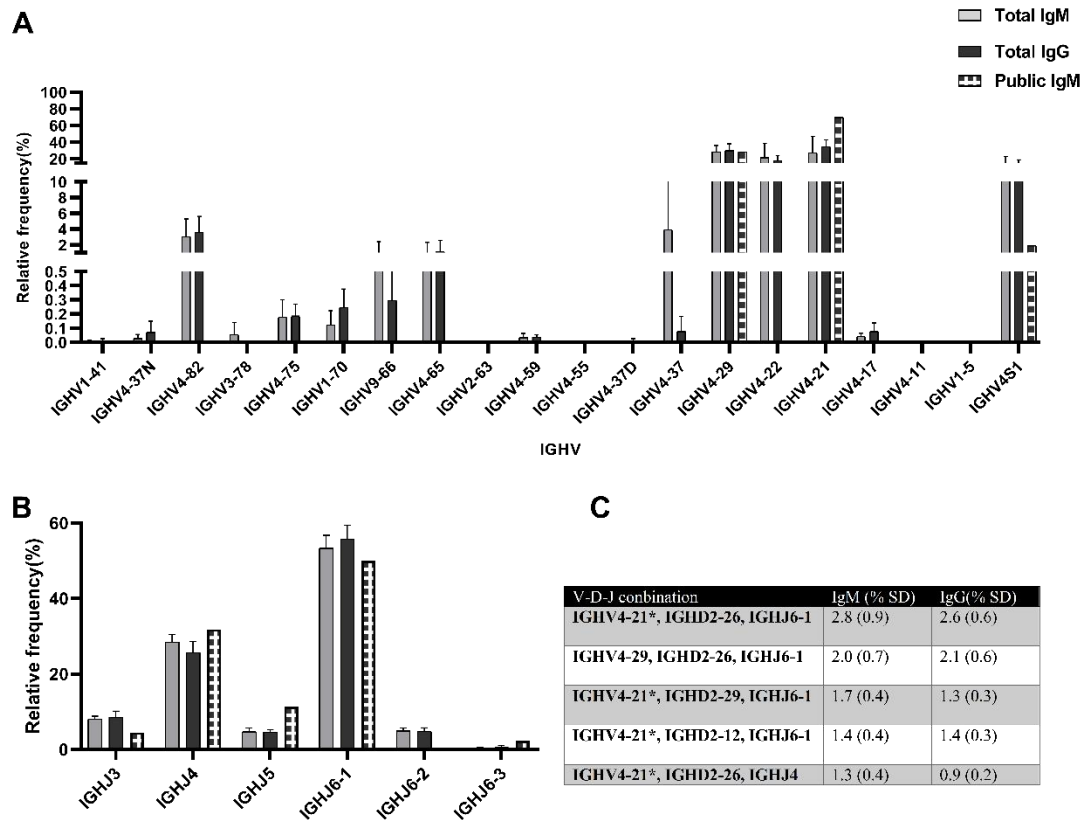 A
Total IgM
Total IgG
Public IgM
Relative frequency(%)
100
80
60
40
20
10
8
6
4
2
0.5
0.4
0.3
0.2
0.1
0.0
IGHV1-41
IGHV4-37N
IGHV4-82
IGHV3-78
IGHV4-75
IGHV1-70
IGHV9-66
IGHV4-65
IGHV2-63
IGHV4-59
IGHV4-55
IGHV4-37D
IGHV4-37
IGHV4-29
IGHV4-22
IGHV4-21
IGHV4-17
IGHV4-11
IGHV1-5
IGHV4S1
IGHV
B
Relative frequency(%)
60
40
20
0
IGHJ3
IGHJ4
IGHJ5
IGHJ6-1
IGHJ6-2
IGHJ6-3
C
V-D-J conbination IgM (% SD) IgG(% SD)
IGHV4-21*, IGHD2-26, IGHJ6-1 2.8 (0.9) 2.6 (0.6)
IGHV4-29, IGHD2-26, IGHJ6-1 2.0 (0.7) 2.1 (0.6)
IGHV4-21*, IGHD2-29, IGHJ6-1 1.7 (0.4) 1.3 (0.3)
IGHV4-21*, IGHD2-12, IGHJ6-1 1.4 (0.4) 1.4 (0.3)
IGHV4-21*, IGHD2-26, IGHJ4 1.3 (0.4) 0.9 (0.2)